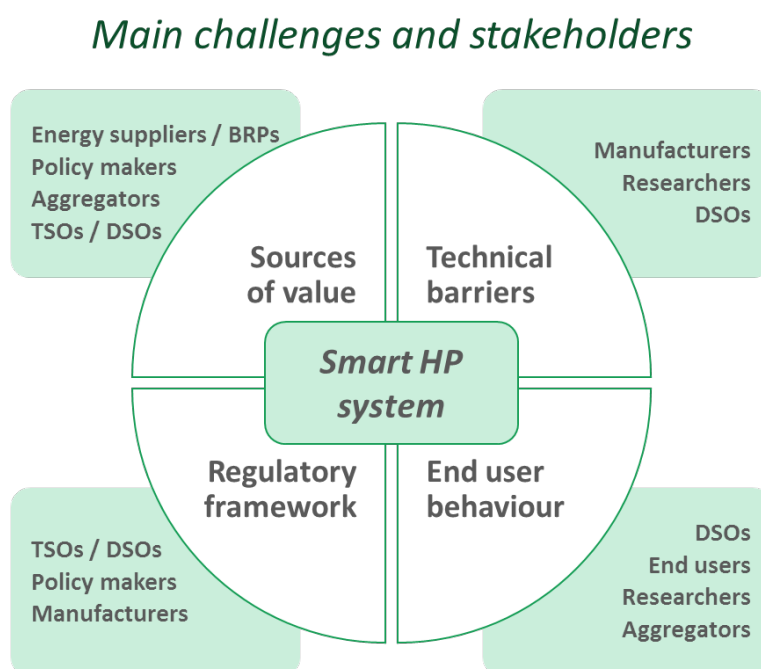 Main challenges and stakeholders
Energy suppliers / BRPs
Policy makers
Aggregators
TSOs / DSOs
Manufacturers
Researchers
DSOs
Sources
of value
Technical
barriers
Smart HP
system
Regulatory
framework
End user
behaviour
TSOs / DSOs
Policy makers
Manufacturers
DSOs
End users
Researchers
Aggregators